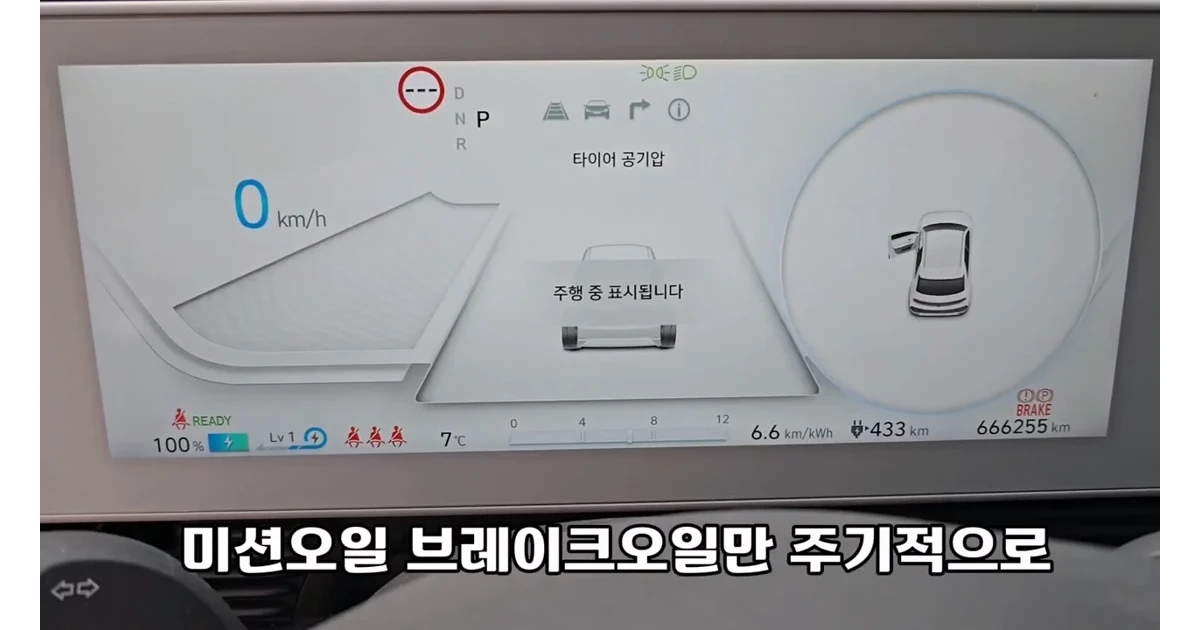 ---
D
N P
R
타이어 공기압
0 km/h
주행 중 표시됩니다
READY
100 % Lv 1 7℃ 0 4 8 12 6.6 km/kWh 433 km
BRAKE
666255 km
미션오일 브레이크오일만 주기적으로